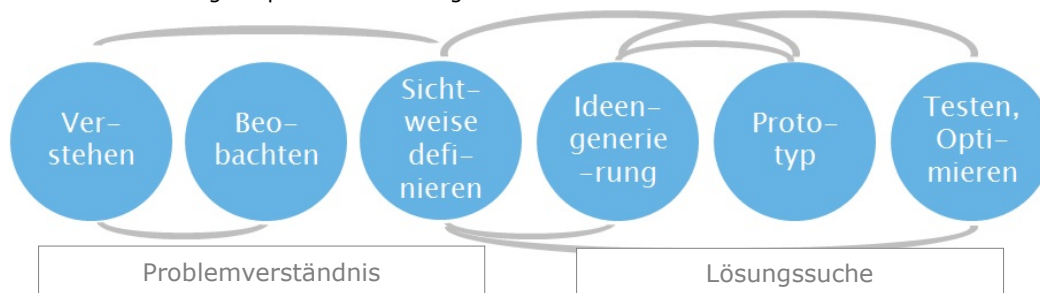 Ver-
stehen
Beo-
bachten
Sicht-
weise
defi-
nieren
Ideen-
generie
-rung
Proto-
typ
Testen,
Opti-
mieren
Problemverständnis
Lösungssuche